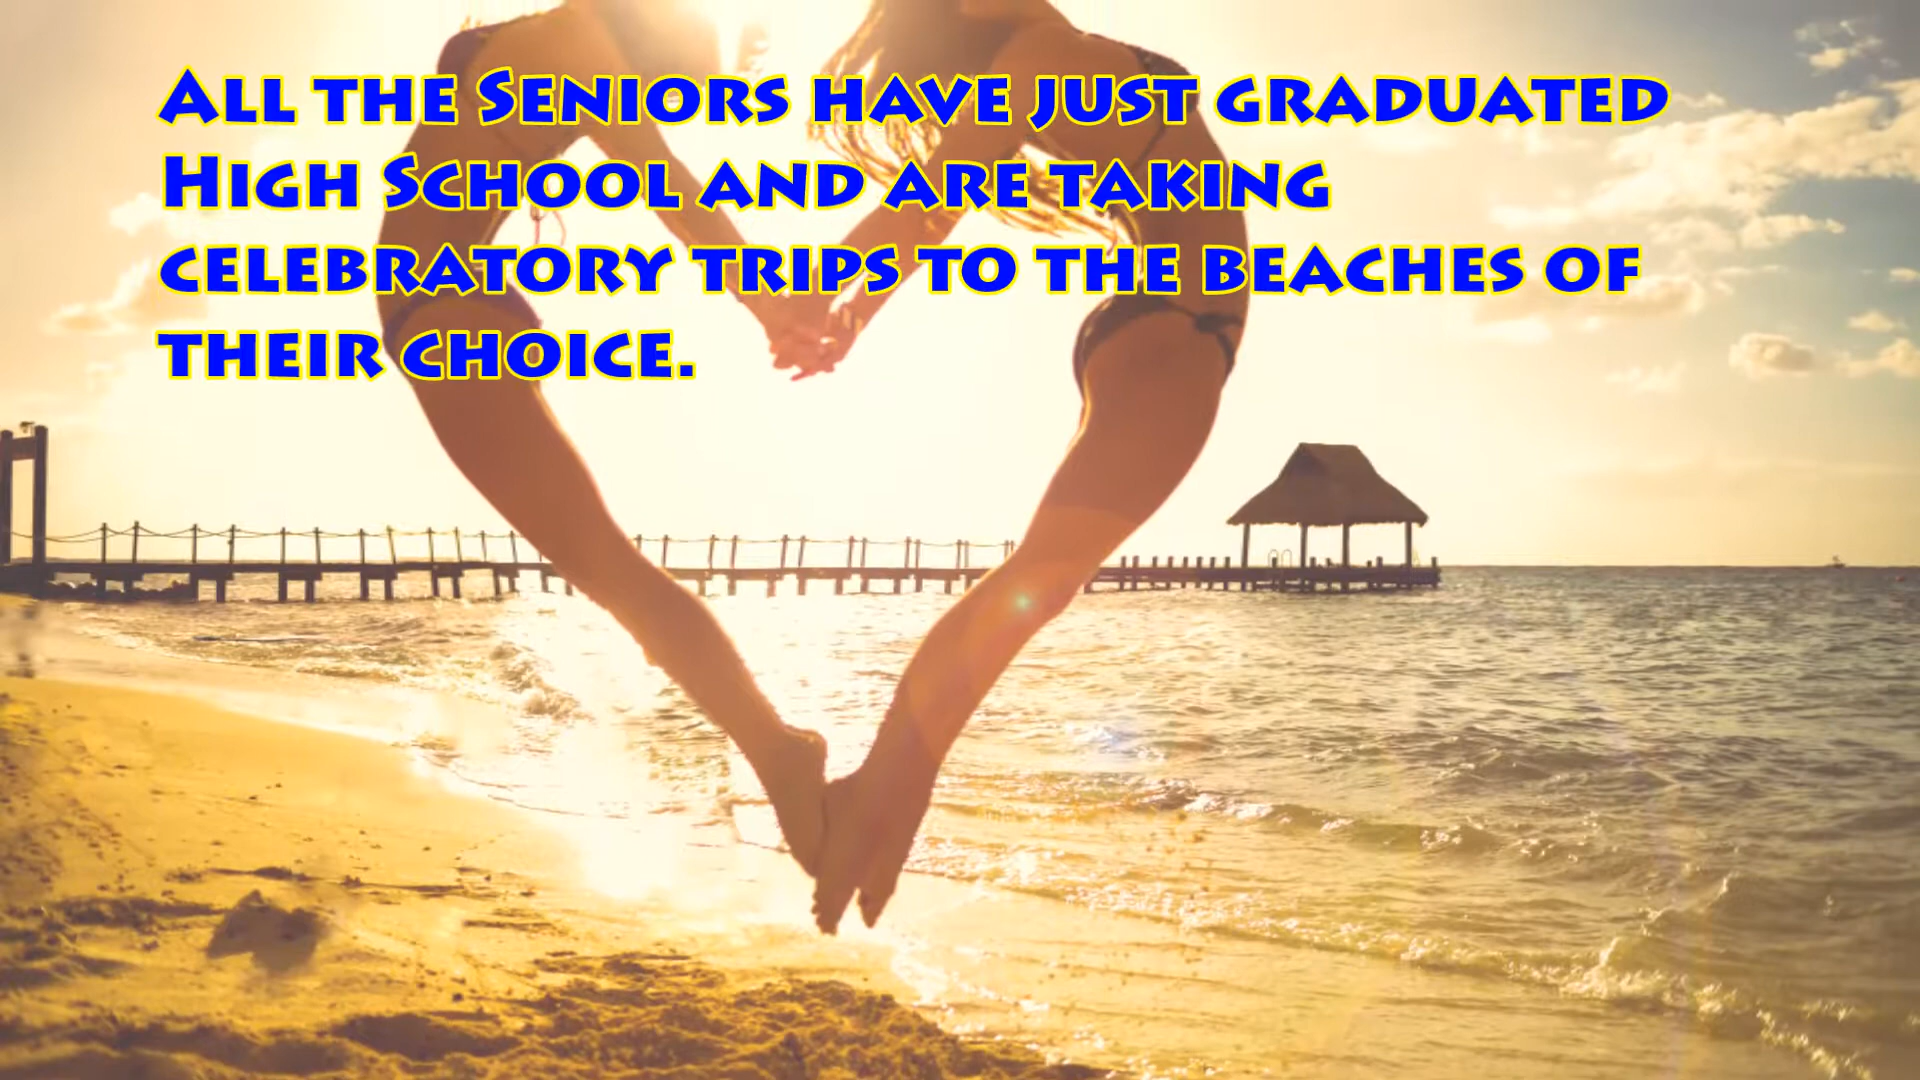 All the Seniors have just graduated
High School and are taking
celebratory trips to the beaches of
their choice.